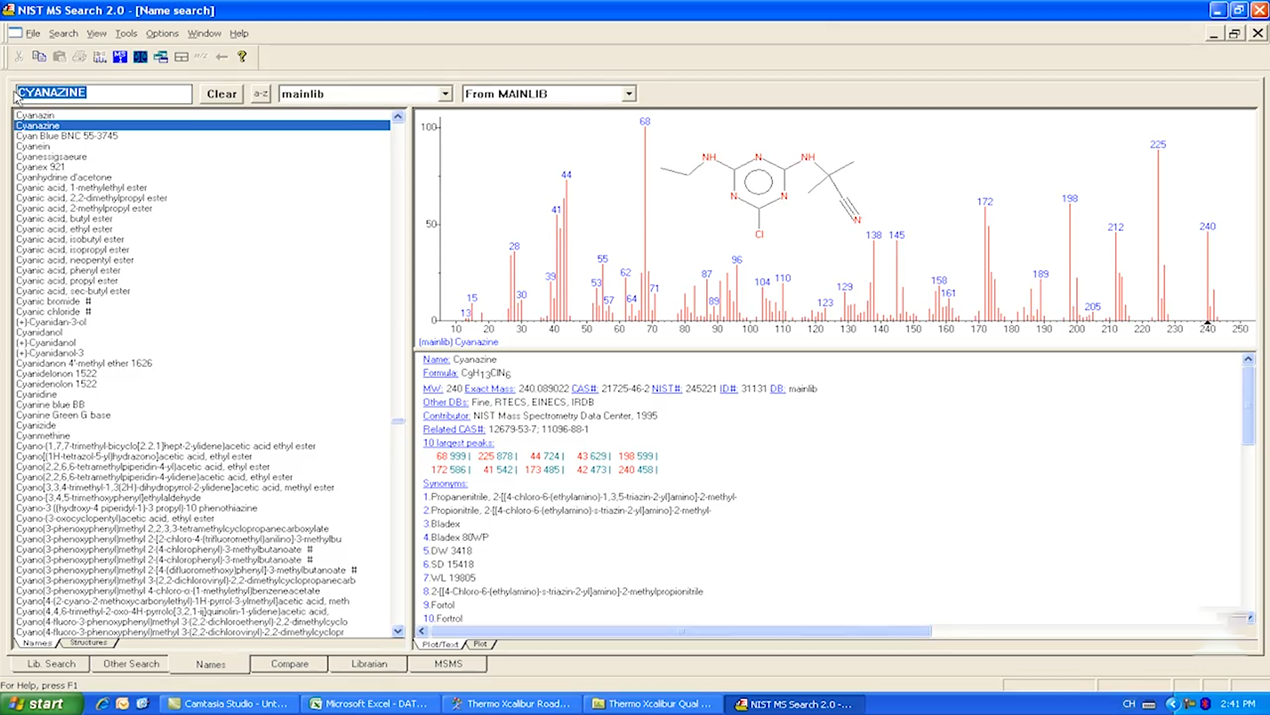 NIST MS Search 2.0 - [Name search]
File Search View Tools Options Window Help
CYANAZINE Clear a-z mainlib From MAINLIB
Cyanazin
Cyanazine
Cyan Blue BNC 55-3745
Cyanein
Cyanessigsaeure
Cyanex 921
Cyanhydrine d'acetone
Cyanic acid, 1-methylethyl ester
Cyanic acid, 2,2-dimethylpropyl ester
Cyanic acid, 2-methylpropyl ester
Cyanic acid, butyl ester
Cyanic acid, ethyl ester
Cyanic acid, isobutyl ester
Cyanic acid, isopropyl ester
Cyanic acid, neopentyl ester
Cyanic acid, phenyl ester
Cyanic acid, propyl ester
Cyanic acid, sec-butyl ester
Cyanic bromide #
Cyanic chloride #
(+)-Cyanidan-3-ol
Cyanidanol
(+)-Cyanidanol
(+)-Cyanidanol-3
Cyanidanon 4'-methyl ether 1626
Cyanidelonon 1522
Cyanidenolon 1522
Cyanidine
Cyanine blue BB
Cyanine Green G base
Cyanizide
Cyanmethine
Cyano-(1,7,7-trimethyl-bicyclo[2.2.1]hept-2-ylidene)acetic acid ethyl ester
Cyano[(1H-tetrazol-5-yl)hydrazono]acetic acid, ethyl ester
Cyano(2,2,6,6-tetramethylpiperidin-4-yl)acetic acid, ethyl ester
Cyano(2,2,6,6-tetramethylpiperidin-4-ylidene)acetic acid, ethyl ester
Cyano[3,3,4-trimethyl-1,3(2H)-dihydropyrrol-2-ylidene]acetic acid, methyl ester
Cyano-[3,4,5-trimethoxyphenyl]ethylaldehyde
Cyano-3 ((hydroxy-4 piperidyl-1)-3 propyl)-10 phenothiazine
Cyano-(3-oxocyclopentyl)acetic acid, ethyl ester
Cyano(3-phenoxyphenyl)methyl 2,2,3,3-tetramethylcyclopropanecarboxylate
Cyano(3-phenoxyphenyl)methyl 2-[2-chloro-4-(trifluoromethyl)anilino]-3-methylbu
Cyano(3-phenoxyphenyl)methyl 2-(4-chlorophenyl)-3-methylbutanoate #
Cyano(3-phenoxyphenyl)methyl 2-(4-chlorophenyl)-3-methylbutanoate #
Cyano(3-phenoxyphenyl)methyl 2-[4-(difluoromethoxy)phenyl]-3-methylbutanoate #
Cyano(3-phenoxyphenyl)methyl 3-(2,2-dichlorovinyl)-2,2-dimethylcyclopropanecarb
Cyano(3-phenoxyphenyl)methyl 4-chloro-α-(1-methylethyl)benzeneacetate
Cyano[4-(2-cyano-2-methoxycarbonylethyl)-1H-pyrrol-3-ylmethyl]acetic acid, meth
Cyano(4,4,6-trimethyl-2-oxo-4H-pyrrolo[3,2,1-ij]quinolin-1-ylidene)acetic acid,
Cyano(4-fluoro-3-phenoxyphenyl)methyl 3-(2,2-dichloroethenyl)-2,2-dimethylcyclo
Cyano(4-fluoro-3-phenoxyphenyl)methyl 3-(2,2-dichlorovinyl)-2,2-dimethylcyclopr
Names Structures
100 50 0
13 15 28 30 39 41 44 53 55 57 62 64 68 71 87 89 96 104 110 123 129 138 145 158 161 172 189 198 205 212 225 240
NH N NH N N N Cl
10 20 30 40 50 60 70 80 90 100 110 120 130 140 150 160 170 180 190 200 210 220 230 240 250
(mainlib) Cyanazine
Name: Cyanazine
Formula: C9H13ClN6
MW: 240 Exact Mass: 240.089022 CAS#: 21725-46-2 NIST#: 245221 ID#: 31131 DB: mainlib
Other DBs: Fine, RTECS, EINECS, IRDB
Contributor: NIST Mass Spectrometry Data Center, 1995
Related CAS#: 12679-53-7; 11096-88-1
10 largest peaks:
68 999 | 225 878 | 44 724 | 43 629 | 198 599 |
172 586 | 41 542 | 173 485 | 42 473 | 240 458 |
Synonyms:
1.Propanenitrile, 2-[[4-chloro-6-(ethylamino)-1,3,5-triazin-2-yl]amino]-2-methyl-
2.Propionitrile, 2-[[4-chloro-6-(ethylamino)-s-triazin-2-yl]amino]-2-methyl-
3.Bladex
4.Bladex 80WP
5.DW 3418
6.SD 15418
7.WL 19805
8.2-[[4-Chloro-6-(ethylamino)-s-triazin-2-yl]amino]-2-methylpropionitrile
9.Fortol
10.Fortrol
Plot/Text Plot
Lib. Search Other Search Names Compare Librarian MSMS
For Help, press F1
start Camtasia Studio - Unt... Microsoft Excel - DAT... Thermo Xcalibur Road... Thermo Xcalibur Qual ... NIST MS Search 2.0 -... CH 2:41 PM